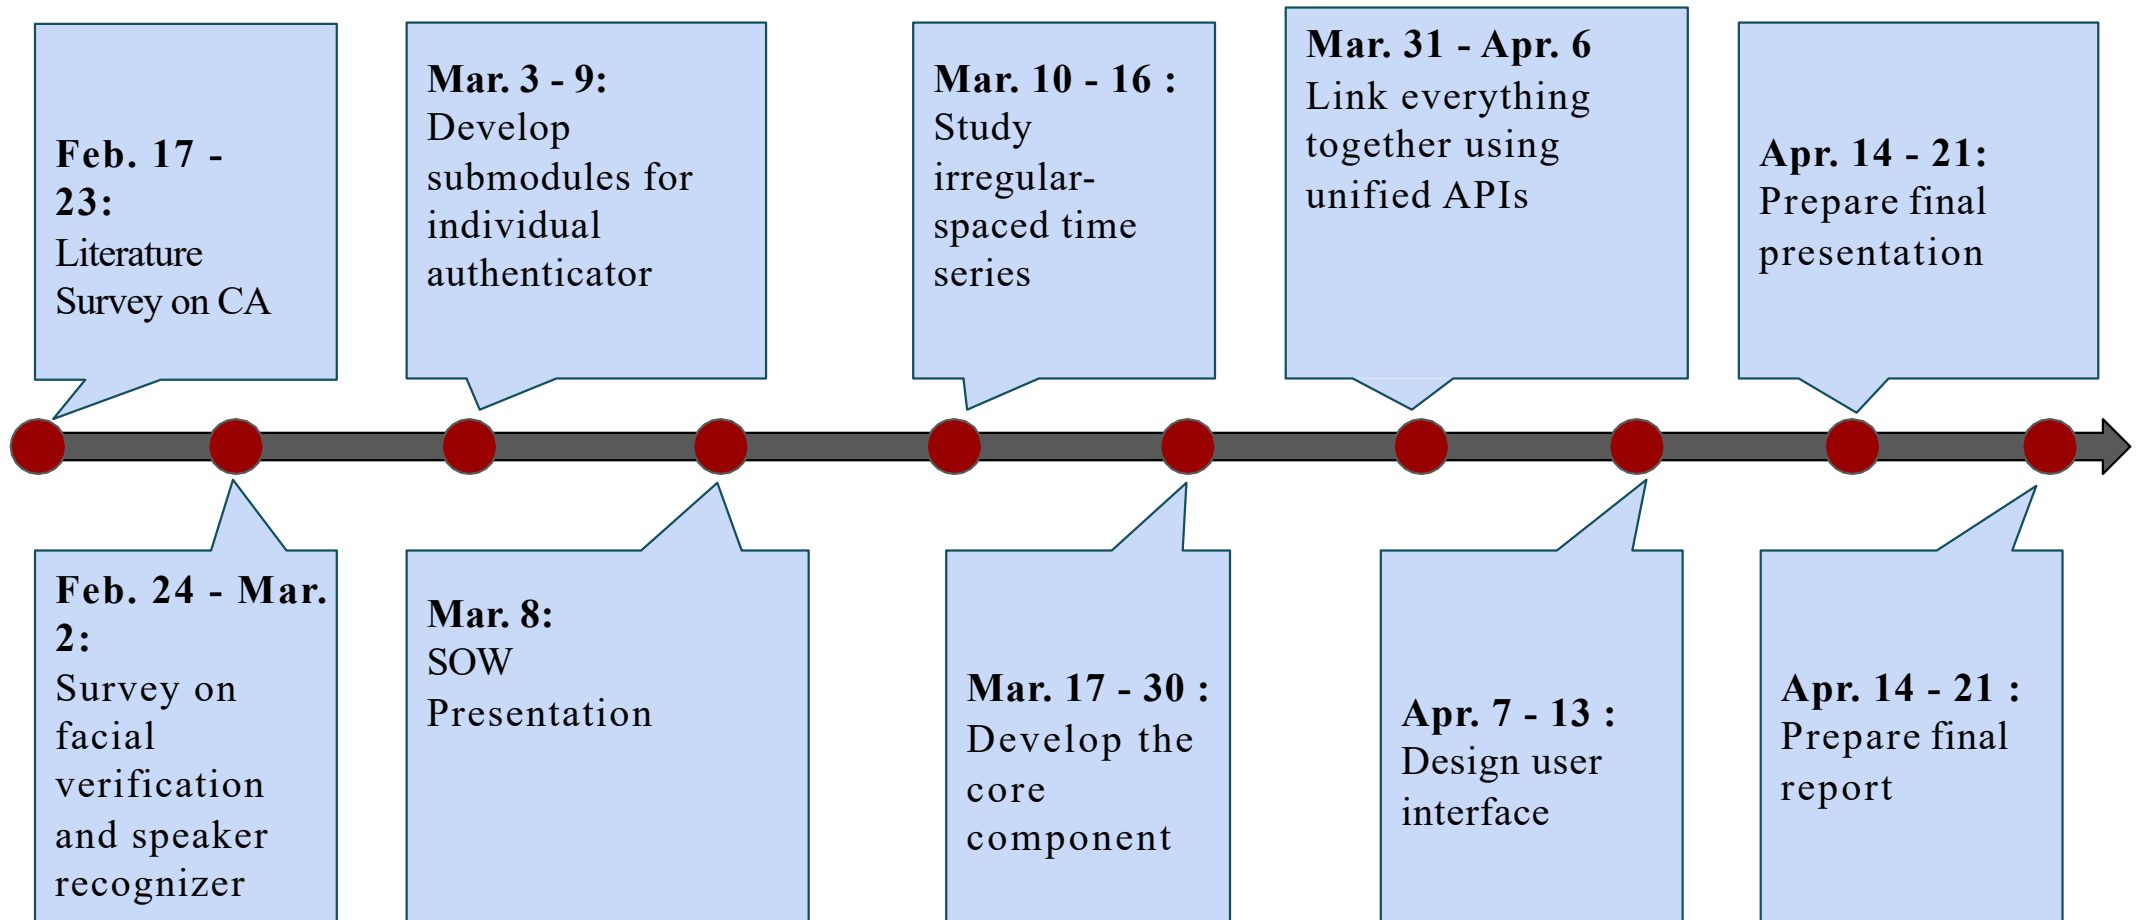 Feb. 17 -
23:
Literature
Survey on CA
Mar. 3 - 9:
Develop
submodules for
individual
authenticator
Mar. 10 - 16 :
Study
irregular-
spaced time
series
Mar. 31 - Apr. 6
Link everything
together using
unified APIs
Apr. 14 - 21:
Prepare final
presentation
Feb. 24 - Mar.
2:
Survey on
facial
verification
and speaker
recognizer
Mar. 8:
SOW
Presentation
Mar. 17 - 30 :
Develop the
core
component
Apr. 7 - 13 :
Design user
interface
Apr. 14 - 21 :
Prepare final
report